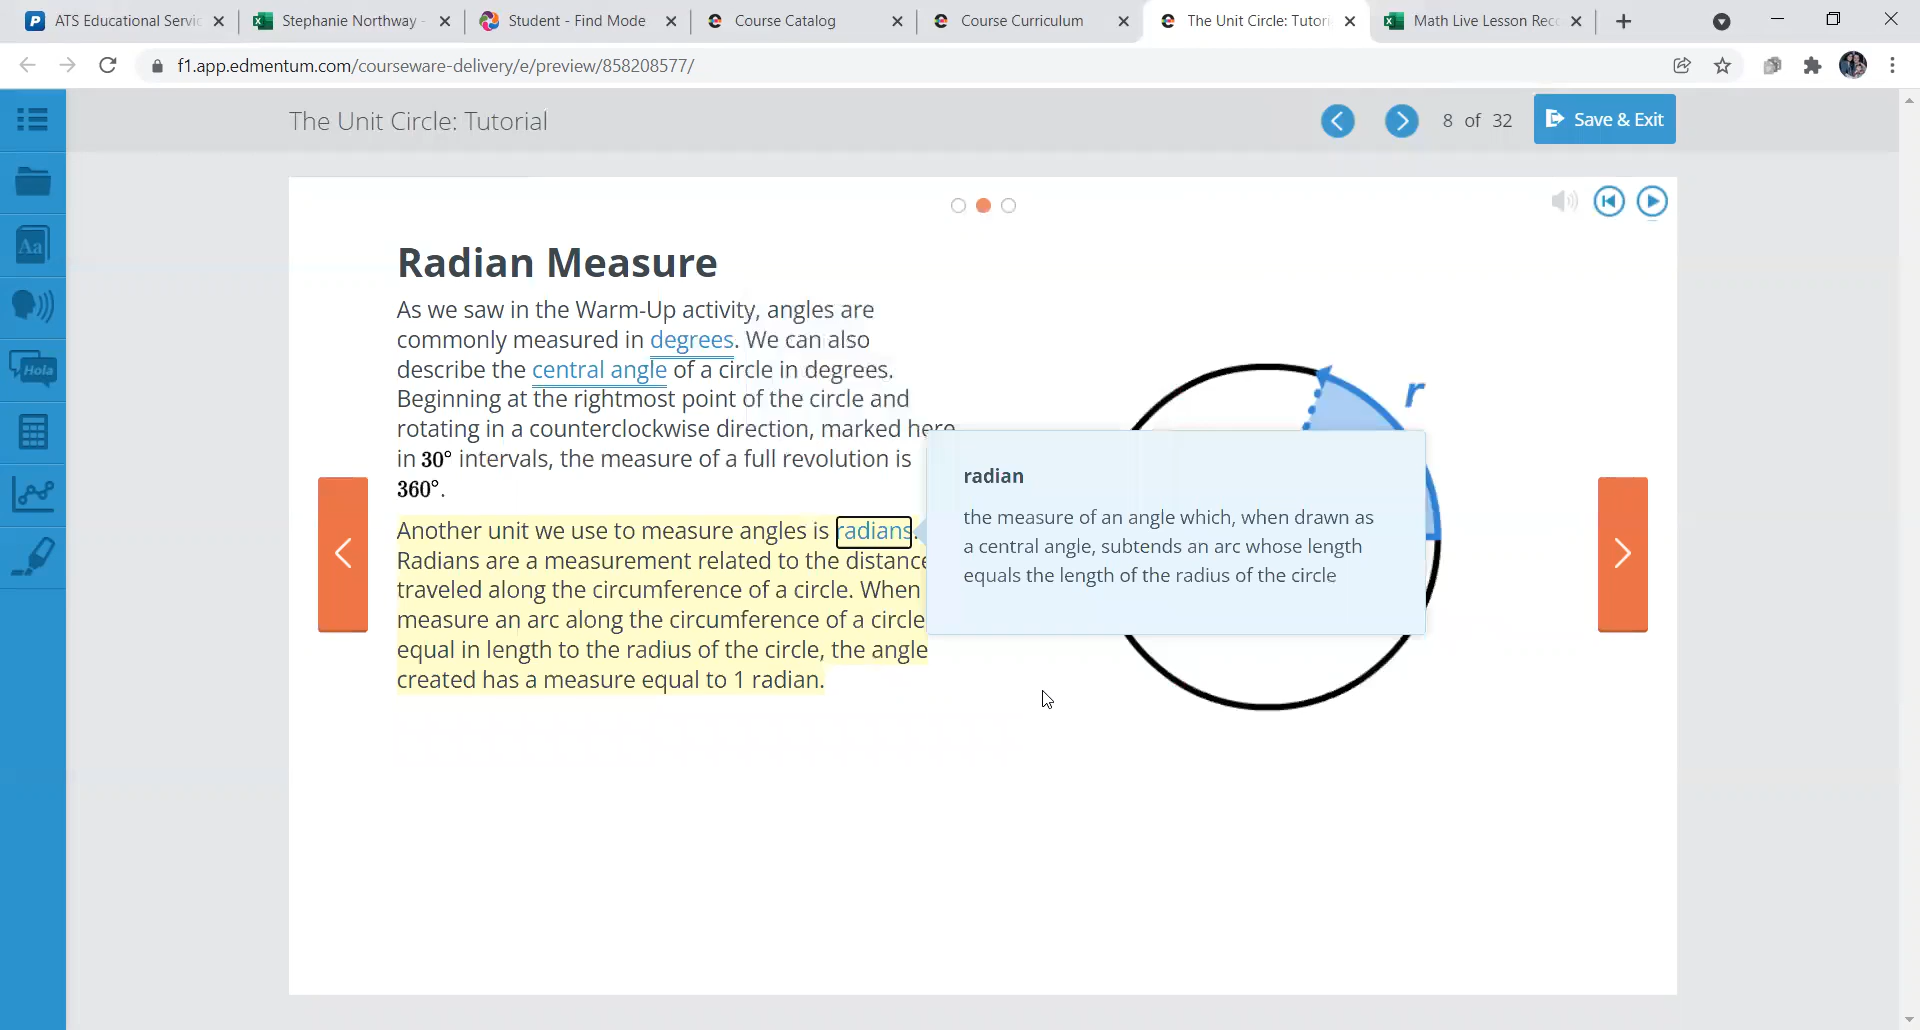 ATS Educational Servic
Stephanie Northway -
Student - Find Mode
Course Catalog
Course Curriculum
The Unit Circle: Tutori
Math Live Lesson Rec
f1.app.edmentum.com/courseware-delivery/e/preview/858208577/
The Unit Circle: Tutorial
8 of 32
Save & Exit
Aa
Hola
Radian Measure
As we saw in the Warm-Up activity, angles are
commonly measured in degrees. We can also
describe the central angle of a circle in degrees.
Beginning at the rightmost point of the circle and
rotating in a counterclockwise direction, marked here
in 30° intervals, the measure of a full revolution is
360°.
Another unit we use to measure angles is radians.
Radians are a measurement related to the distance
traveled along the circumference of a circle. When
measure an arc along the circumference of a circle
equal in length to the radius of the circle, the angle
created has a measure equal to 1 radian.
r
radian
the measure of an angle which, when drawn as
a central angle, subtends an arc whose length
equals the length of the radius of the circle